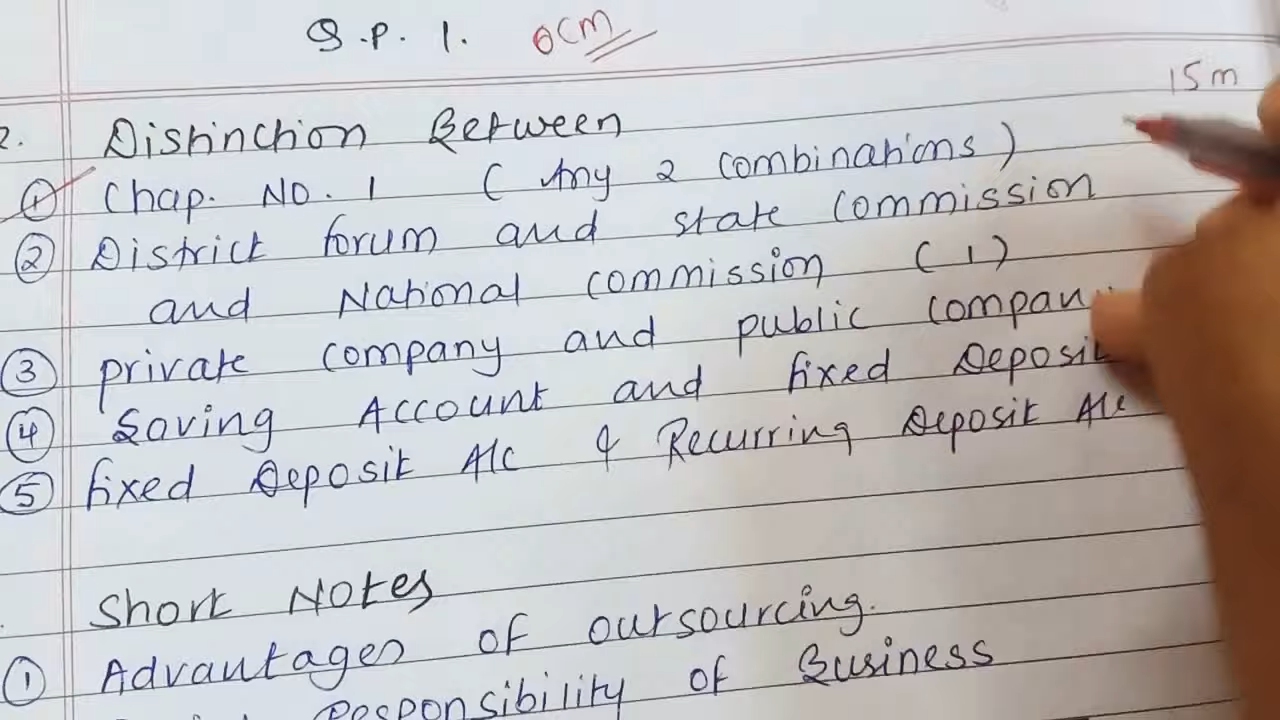 S.P. 1. OCM
15m
2. Distinction Between
① Chap. NO. 1 (Any 2 combinations)
② District forum and state commission
and National commission (1)
③ private company and public company
④ Saving Account and fixed Deposit
⑤ fixed Deposit A/c & Recurring Deposit A/c
Short Notes
① Advantages of outsourcing.
Responsibility of Business